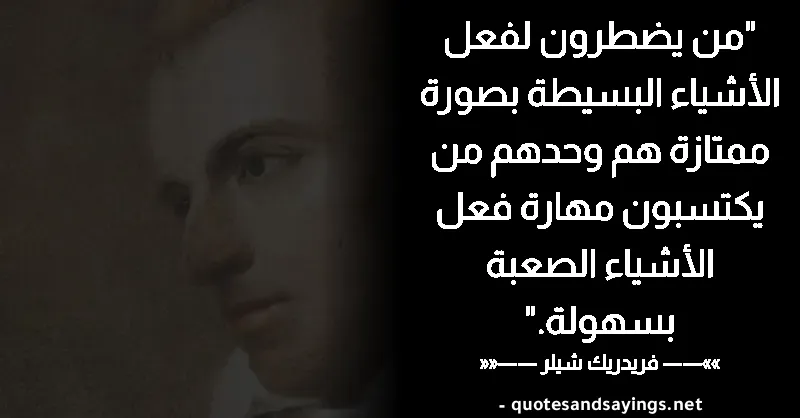 "من يضطرون لفعل
الأشياء البسيطة بصورة
ممتازة هم وحدهم من
يكتسبون مهارة فعل
الأشياء الصعبة
بسهولة."
»»—— فريدريك شيلر ——««
- quotesandsayings.net